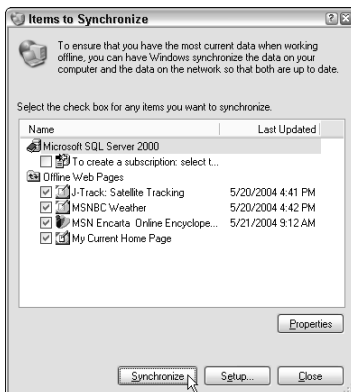 Items to Synchronize
To ensure that you have the most current data when working
offline, you can have Windows synchronize the data on your
computer and the data on the network so that both are up to date.
Select the check box for any items you want to synchronize.
Name Last Updated
Microsoft SQL Server 2000
To create a subscription: select t...
Offline Web Pages
J-Track: Satellite Tracking 5/20/2004 4:41 PM
MSNBC Weather 5/20/2004 4:42 PM
MSN Encarta Online Encyclope... 5/21/2004 9:12 AM
My Current Home Page
Properties
Synchronize Setup... Close